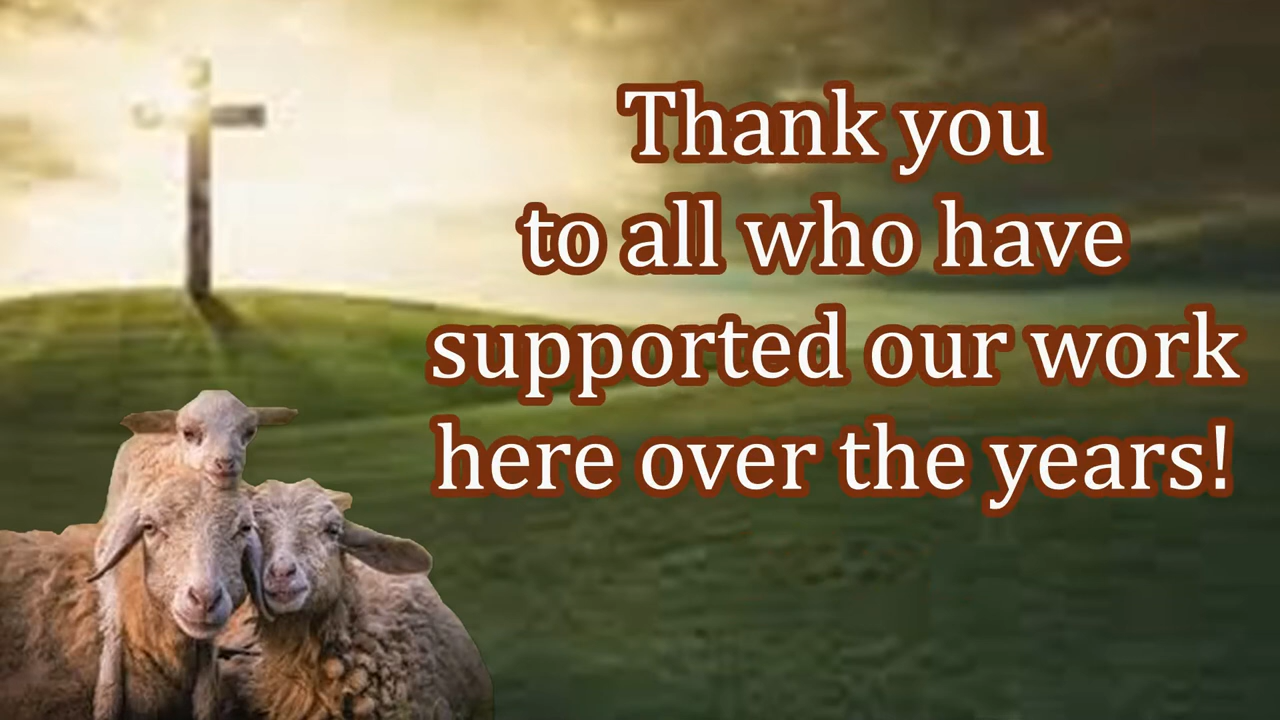 Thank you
to all who have
supported our work
here over the years!